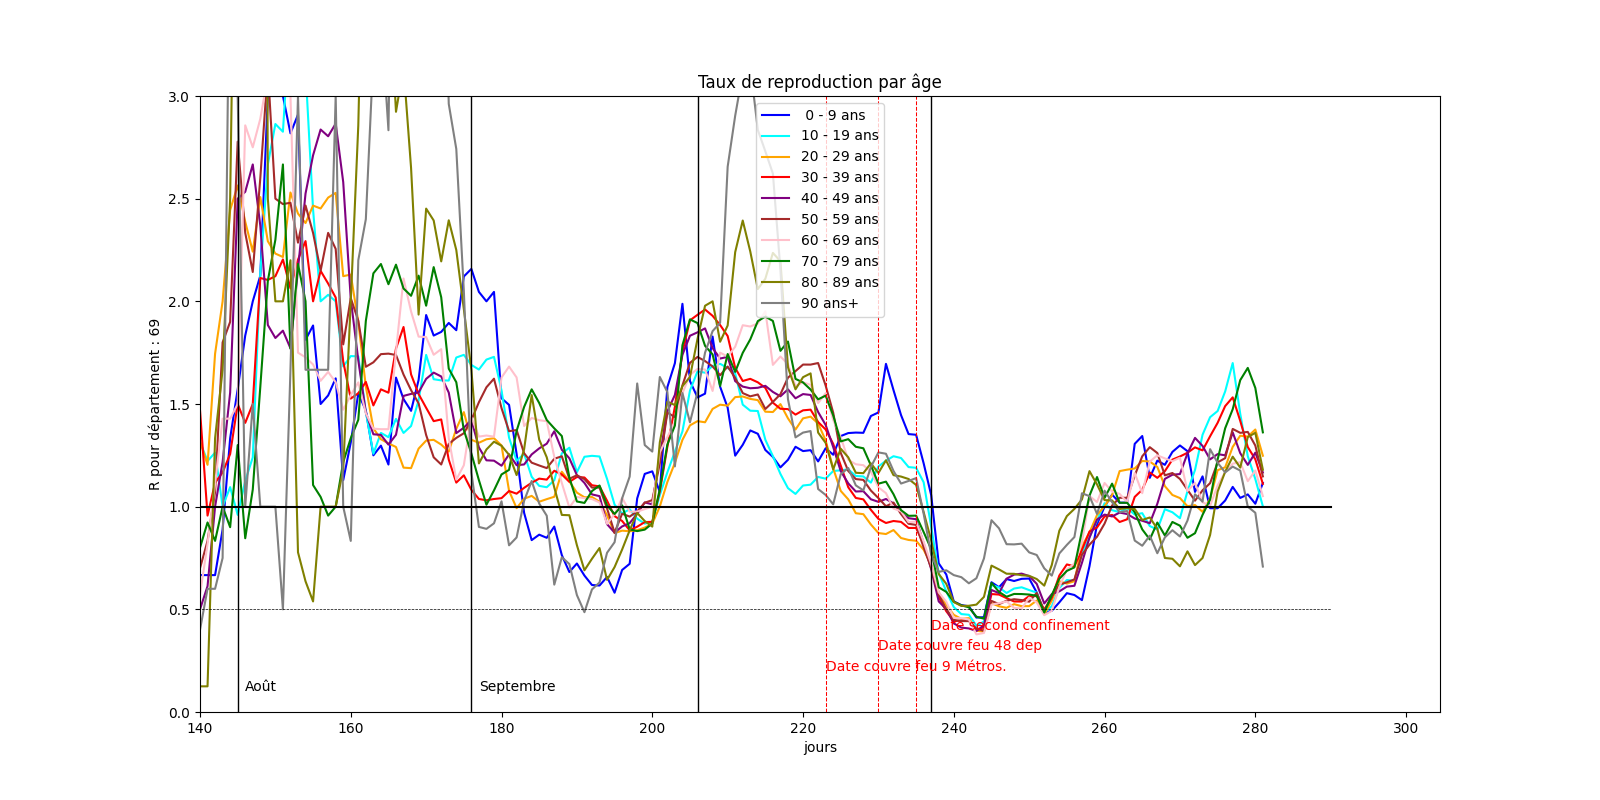 Taux de reproduction par âge
3.0
2.5
2.0
1.5
1.0
0.5
0.0
R pour département : 69
0 - 9 ans
10 - 19 ans
20 - 29 ans
30 - 39 ans
40 - 49 ans
50 - 59 ans
60 - 69 ans
70 - 79 ans
80 - 89 ans
90 ans+
Date second confinement
Date couvre feu 48 dep
Date couvre feu 9 Métros.
Août
Septembre
140
160
180
200
220
240
260
280
300
jours